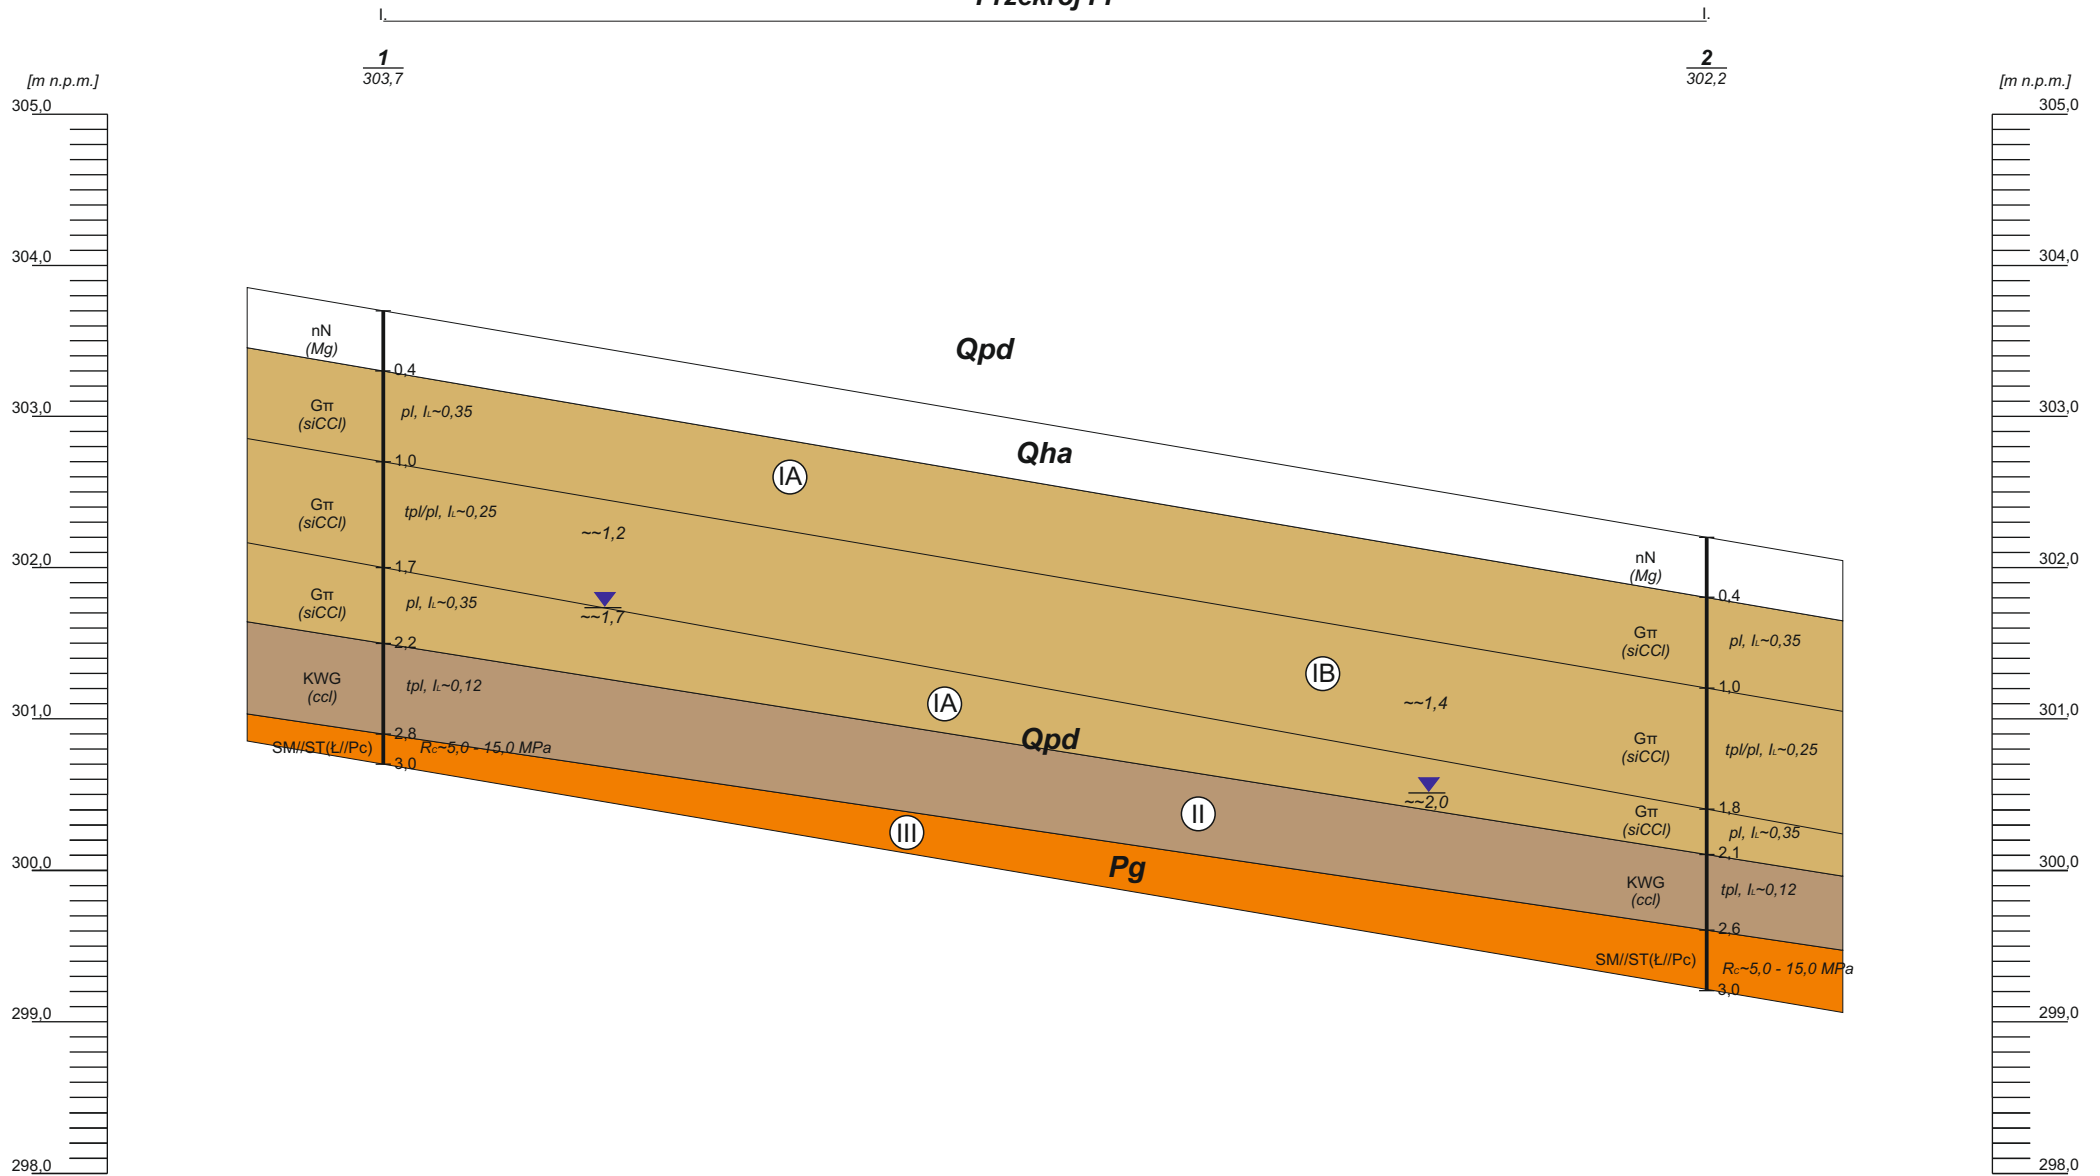 I. I.
1 2
303,7 302,2
[m n.p.m.] [m n.p.m.]
305,0 305,0
304,0 304,0
nN
(Mg)
Qpd
0,4
303,0 303,0
Gπ
(siCCl)
pl, IL~0,35
Qha
1,0
IA
Gπ
(siCCl)
tpl/pl, IL~0,25
~~1,2
302,0 302,0
nN
(Mg)
1,7
0,4
Gπ
(siCCl)
pl, IL~0,35
~~1,7
Gπ
(siCCl)
pl, IL~0,35
2,2
KWG
(ccl)
tpl, IL~0,12
IB
1,0
IA
~~1,4
301,0 301,0
2,8
Qpd
Gπ
(siCCl)
tpl/pl, IL~0,25
SM//ST(Ł//Pc)
Rc~5,0 - 15,0 MPa
3,0
~~2,0
1,8
II
III
Gπ
(siCCl)
pl, IL~0,35
2,1
300,0 300,0
Pg
KWG
(ccl)
tpl, IL~0,12
2,6
SM//ST(Ł//Pc)
Rc~5,0 - 15,0 MPa
3,0
299,0 299,0
298,0 298,0